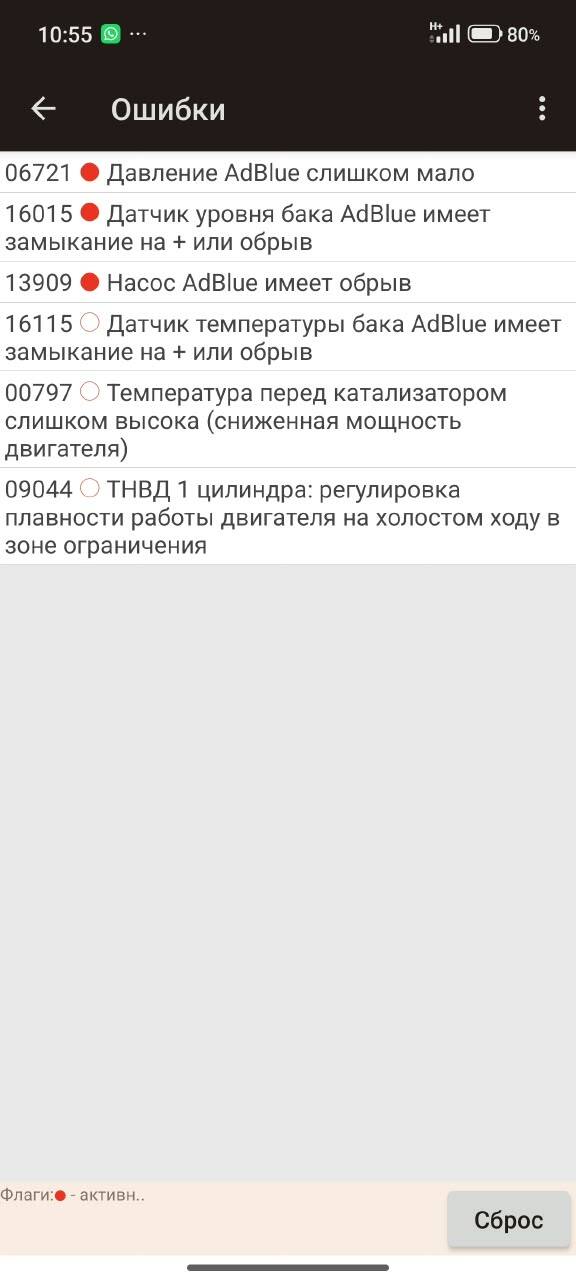 10:55 ...
H+ 80%
Ошибки
06721 Давление AdBlue слишком мало
16015 Датчик уровня бака AdBlue имеет
замыкание на + или обрыв
13909 Насос AdBlue имеет обрыв
16115 Датчик температуры бака AdBlue имеет
замыкание на + или обрыв
00797 Температура перед катализатором
слишком высока (сниженная мощность
двигателя)
09044 ТНВД 1 цилиндра: регулировка
плавности работы двигателя на холостом ходу в
зоне ограничения
Флаги: - активн..
Сброс